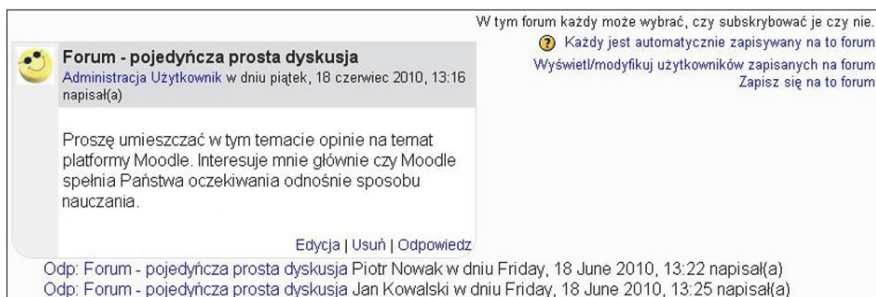 W tym forum każdy może wybrać, czy subskrybować je czy nie.
Każdy jest automatycznie zapisywany na to forum
Wyświetl/modyfikuj użytkowników zapisanych na forum
Zapisz się na to forum
Forum - pojedyńcza prosta dyskusja
Administracja Użytkownik w dniu piątek, 18 czerwiec 2010, 13:16
napisał(a)
Proszę umieszczać w tym temacie opinie na temat
platformy Moodle. Interesuje mnie głównie czy Moodle
spełnia Państwa oczekiwania odnośnie sposobu
nauczania.
Edycja | Usuń | Odpowiedz
Odp: Forum - pojedyńcza prosta dyskusja Piotr Nowak w dniu Friday, 18 June 2010, 13:22 napisał(a)
Odp: Forum - pojedyńcza prosta dyskusja Jan Kowalski w dniu Friday, 18 June 2010, 13:25 napisał(a)